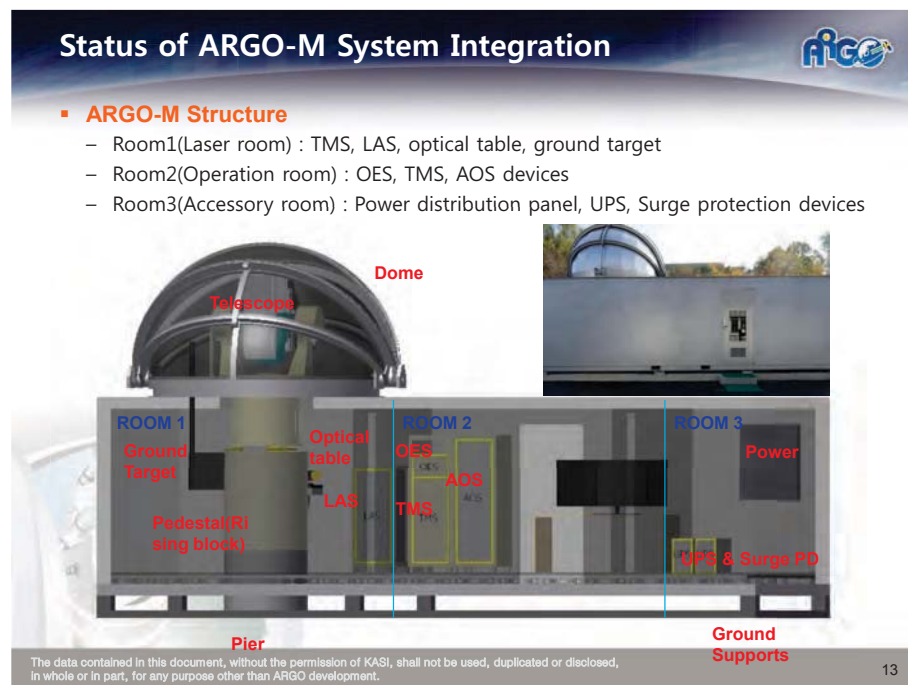 Status of ARGO-M System Integration
ARGO
▪ ARGO-M Structure
– Room1(Laser room) : TMS, LAS, optical table, ground target
– Room2(Operation room) : OES, TMS, AOS devices
– Room3(Accessory room) : Power distribution panel, UPS, Surge protection devices
Dome
Telescope
ROOM 1
ROOM 2
ROOM 3
Ground
Target
Optical
table
LAS
LAS
Pedestal(Ri
sing block)
OES
OES
AOS
AOS
TMS
TMS
Power
UPS & Surge PD
Pier
Ground
Supports
The data contained in this document, without the permission of KASI, shall not be used, duplicated or disclosed,
in whole or in part, for any purpose other than ARGO development.
13